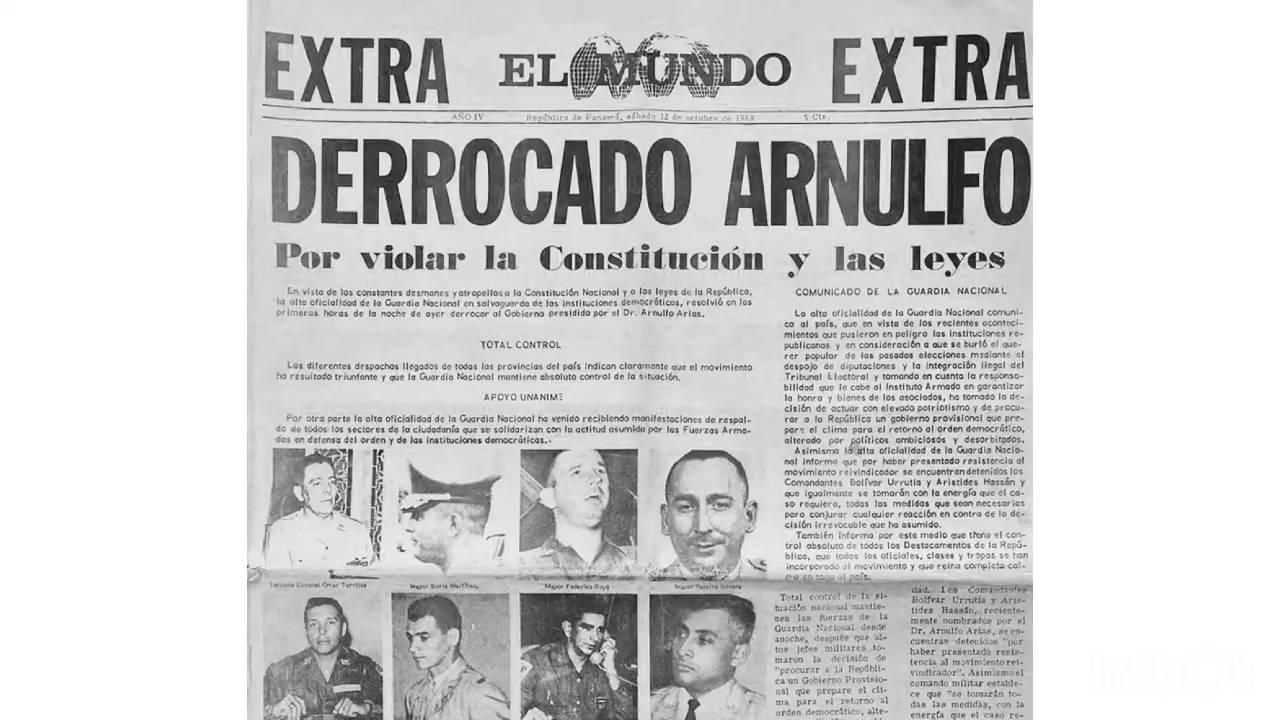 EXTRA EL MUNDO EXTRA
AÑO IV República de Panamá, sábado 12 de octubre de 1968 5 Cts.
DERROCADO ARNULFO
Por violar la Constitución y las leyes
En vista de los constantes desmanes y atropellos a la Constitución Nacional y a las leyes de la República,
la alta oficialidad de la Guardia Nacional en salvaguarda de las instituciones democráticas, resolvió en las
primeras horas de la noche de ayer derrocar al Gobierno presidido por el Dr. Arnulfo Arias.
TOTAL CONTROL
Los diferentes despachos llegados de todas las provincias del país indican claramente que el movimiento
ha resultado triunfante y que la Guardia Nacional mantiene absoluto control de la situación.
APOYO UNANIME
Por otra parte la alta oficialidad de la Guardia Nacional ha venido recibiendo manifestaciones de respal-
do de todos los sectores de la ciudadanía que se solidarizan con la actitud asumida por las Fuerzas Arma-
das en defensa del orden y de las instituciones democráticas.-
Teniente Coronel Omar Torrijos
Mayor Boris Martínez,
Mayor Federico Boyd
Mayor Ramiro Silvera
COMUNICADO DE LA GUARDIA NACIONAL
La alta oficialidad de la Guardia Nacional comuni-
ca al país, que en vista de los recientes aconteci-
mientos que pusieron en peligro las instituciones re-
publicanas y en consideración a que se burló el que-
rer popular de las pasadas elecciones mediante el
despojo de diputaciones y la integración ilegal del
Tribunal Electoral y tomando en cuenta la responsa-
bilidad que le cabe al Instituto Armado en garantizar
la honra y bienes de los asociados, ha tomado la de-
cisión de actuar con elevado patriotismo y de procu-
rar a la República un gobierno provisional que pre-
pare el clima para el retorno al orden democrático,
alterado por políticos ambiciosos y desorbitados.
Asimismo la alta oficialidad de la Guardia Nacio-
nal informa que por haber presentado resistencia al
movimiento reivindicador se encuentran detenidos los
Comandantes Bolívar Urrutia y Aristides Hassán y
que igualmente se tomarán con la energía que el ca-
so requiera, todas las medidas que sean necesarias
para conjurar cualquier reacción en contra de la de-
cisión irrevocable que ha asumido.
También informa por este medio que tiene el con-
trol absoluto de todos los Destacamentos de la Repú-
blica, que todos los oficiales, clases y tropas se han
incorporado al movimiento y que reina completa cal-
ma en todo el país.
Total control de la si-
tuación nacional mantie-
nen las fuerzas de la
Guardia Nacional desde
anoche, después que al-
tos jefes militares to-
maron la decisión de
"procurar a la Repúbli-
ca un Gobierno Provisio-
nal que prepare el cli-
ma para el retorno al
orden democrático, alte-
dad. Los Comandantes
Bolívar Urrutia y Aris-
tides Hassán, reciente-
mente nombrados por el
Dr. Arnulfo Arias, se en-
cuentran detenidos "por
haber presentado resis-
tencia al movimiento rei-
vindicador". Asimismo el
comando militar estable-
ce que "se tomarán to-
das las medidas, con la
energía que el caso re-
InShOt